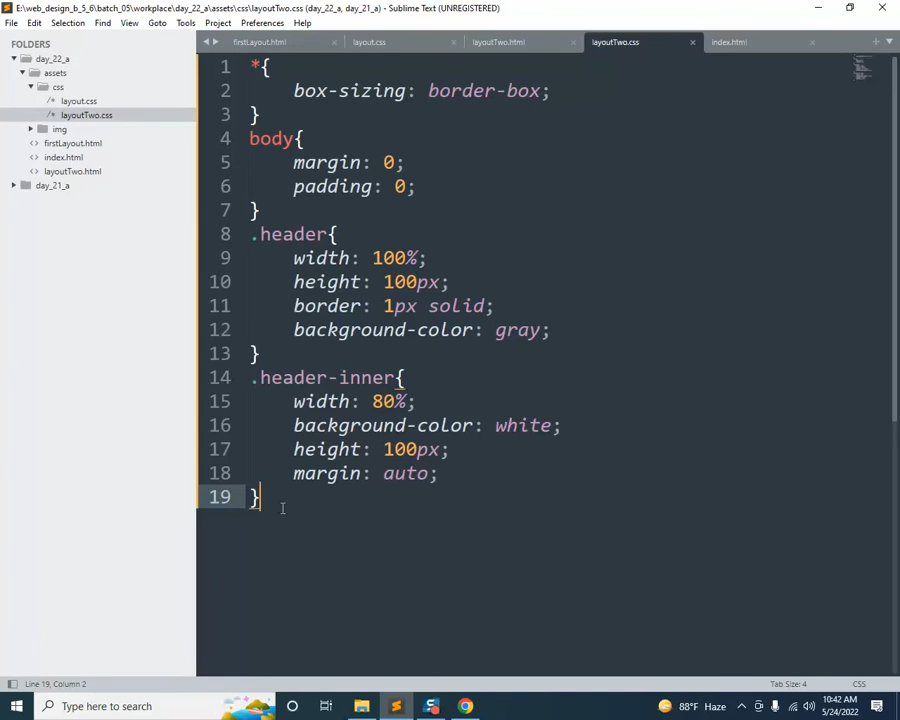 E:\web_design_b_5_6\batch_05\workplace\day_22_a\assets\css\layoutTwo.css (day_22_a, day_21_a) - Sublime Text (UNREGISTERED)
File Edit Selection Find View Goto Tools Project Preferences Help
FOLDERS
day_22_a
assets
css
layout.css
layoutTwo.css
img
firstLayout.html
index.html
layoutTwo.html
day_21_a
firstLayout.html layout.css layoutTwo.html layoutTwo.css index.html
1 *{
2 box-sizing: border-box;
3 }
4 body{
5 margin: 0;
6 padding: 0;
7 }
8 .header{
9 width: 100%;
10 height: 100px;
11 border: 1px solid;
12 background-color: gray;
13 }
14 .header-inner{
15 width: 80%;
16 background-color: white;
17 height: 100px;
18 margin: auto;
19 }
Line 19, Column 2 Tab Size: 4 CSS
Type here to search 88°F Haze 10:42 AM
5/24/2022